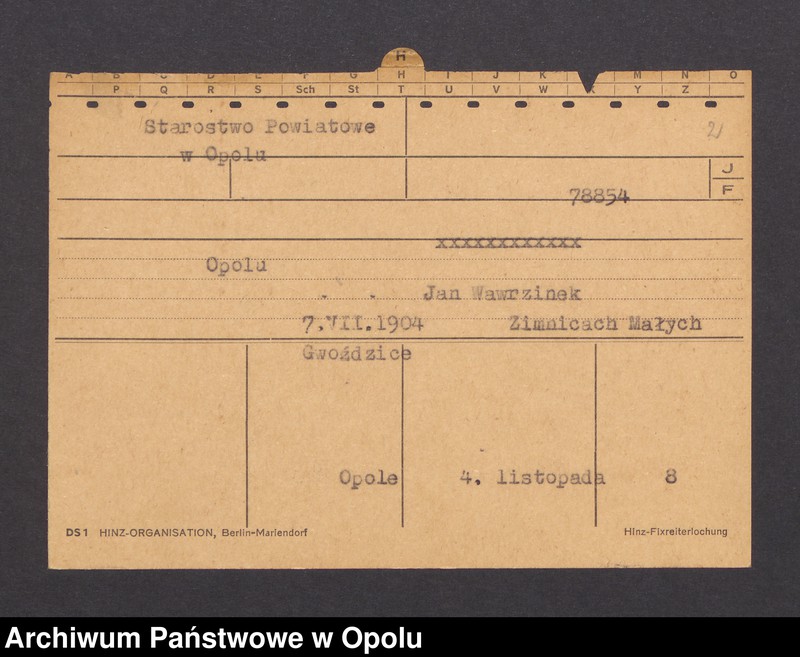 H
A B C D E F G H I J K M N O
P Q R S Sch St T U V W X Y Z
Starostwo Powiatowe
w Opolu
21
J
F
78854
xxxxxxxxxxxx
Opolu
Jan Wawrzinek
7.VII.1904 Zimnicach Małych
Gwoździce
Opole 4. listopada 8
DS1 HINZ-ORGANISATION, Berlin-Mariendorf Hinz-Fixreiterlochung
Archiwum Państwowe w Opolu